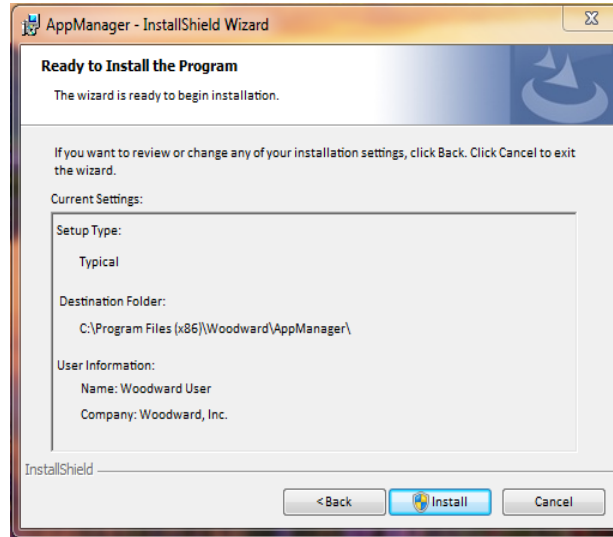 AppManager - InstallShield Wizard
Ready to Install the Program
The wizard is ready to begin installation.
If you want to review or change any of your installation settings, click Back. Click Cancel to exit
the wizard.
Current Settings:
Setup Type:
Typical
Destination Folder:
C:\Program Files (x86)\Woodward\AppManager\
User Information:
Name: Woodward User
Company: Woodward, Inc.
InstallShield
< Back
Install
Cancel